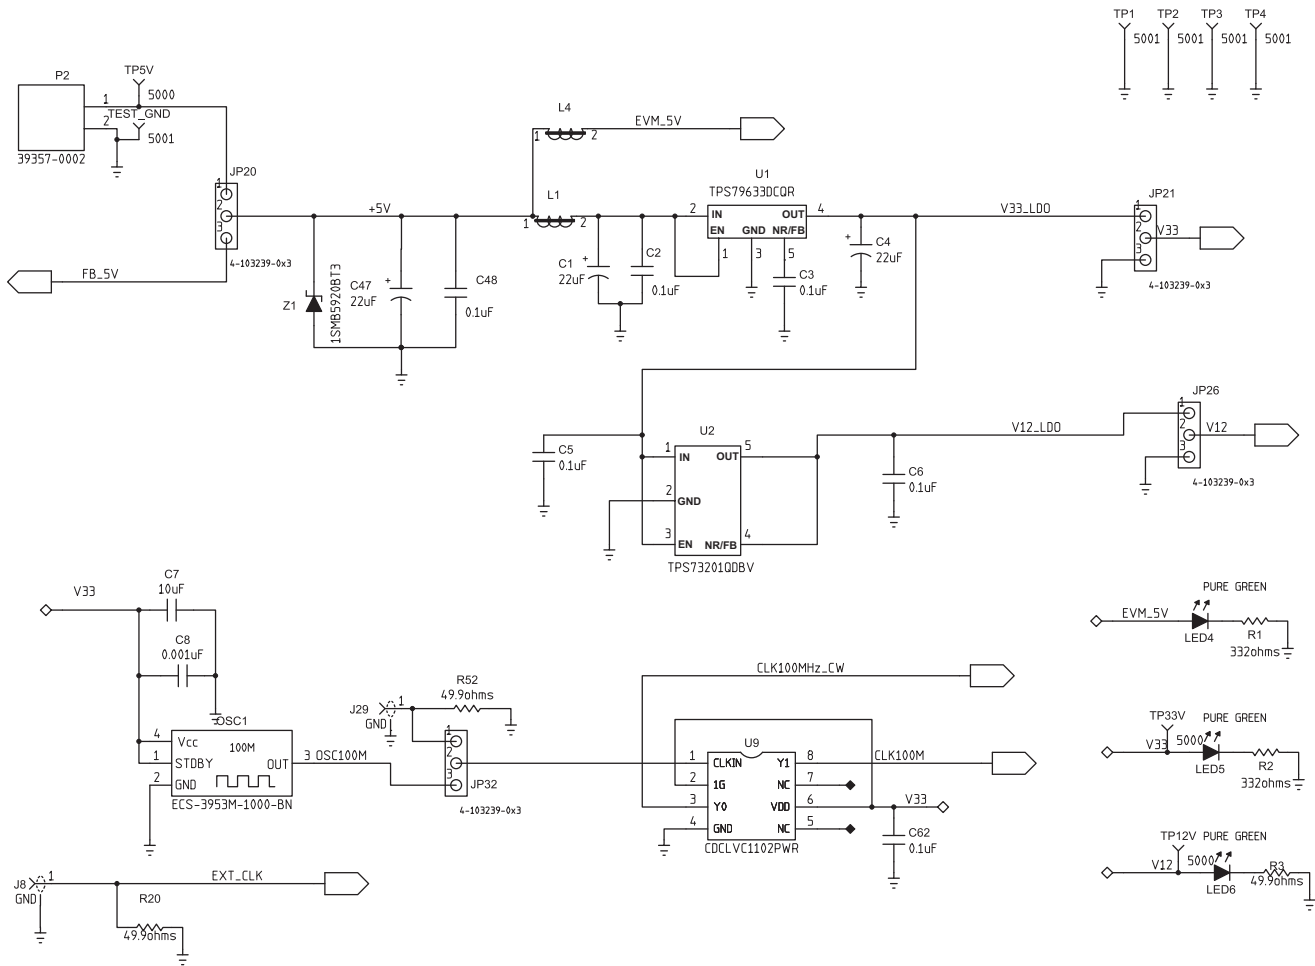 TP1 TP2 TP3 TP4
5001 5001 5001 5001
P2
TP5V
1 5000
TEST_GND
2 5001
39357-0002
JP20
1
2
3
4-103239-0x3
FB_5V
+5V
Z1
1SMB5920BT3
C47
22uF
+
C48
0.1uF
L4
1 2
EVM_5V
L1
1 2
C1
22uF
+
C2
0.1uF
U1
TPS79633DCQR
2 IN OUT 4
EN GND NR/FB
1 3 5
C3
0.1uF
+
C4
22uF
V33_LDO
JP21
1
2
3
V33
4-103239-0x3
C5
0.1uF
U2
1 IN OUT 5
2 GND
3 EN NR/FB 4
TPS73201QDBV
C6
0.1uF
V12_LDO
JP26
1
2
3
V12
4-103239-0x3
V33
C7
10uF
C8
0.001uF
OSC1
4 Vcc 100M
1 STDBY OUT 3 OSC100M
2 GND
ECS-3953M-1000-BN
J29 1
GND
R52
49.9ohms
1
2
3
JP32
4-103239-0x3
CLK100MHz_CW
U9
1 CLKIN Y1 8 CLK100M
2 1G NC 7
3 Y0 VDD 6 V33
4 GND NC 5
CDCLVC1102PWR
C62
0.1uF
J8 1
GND
EXT_CLK
R20
49.9ohms
PURE GREEN
EVM_5V
LED4
R1
332ohms
TP33V PURE GREEN
V33 5000
LED5
R2
332ohms
TP12V PURE GREEN
V12 5000
LED6
R3
49.9ohms